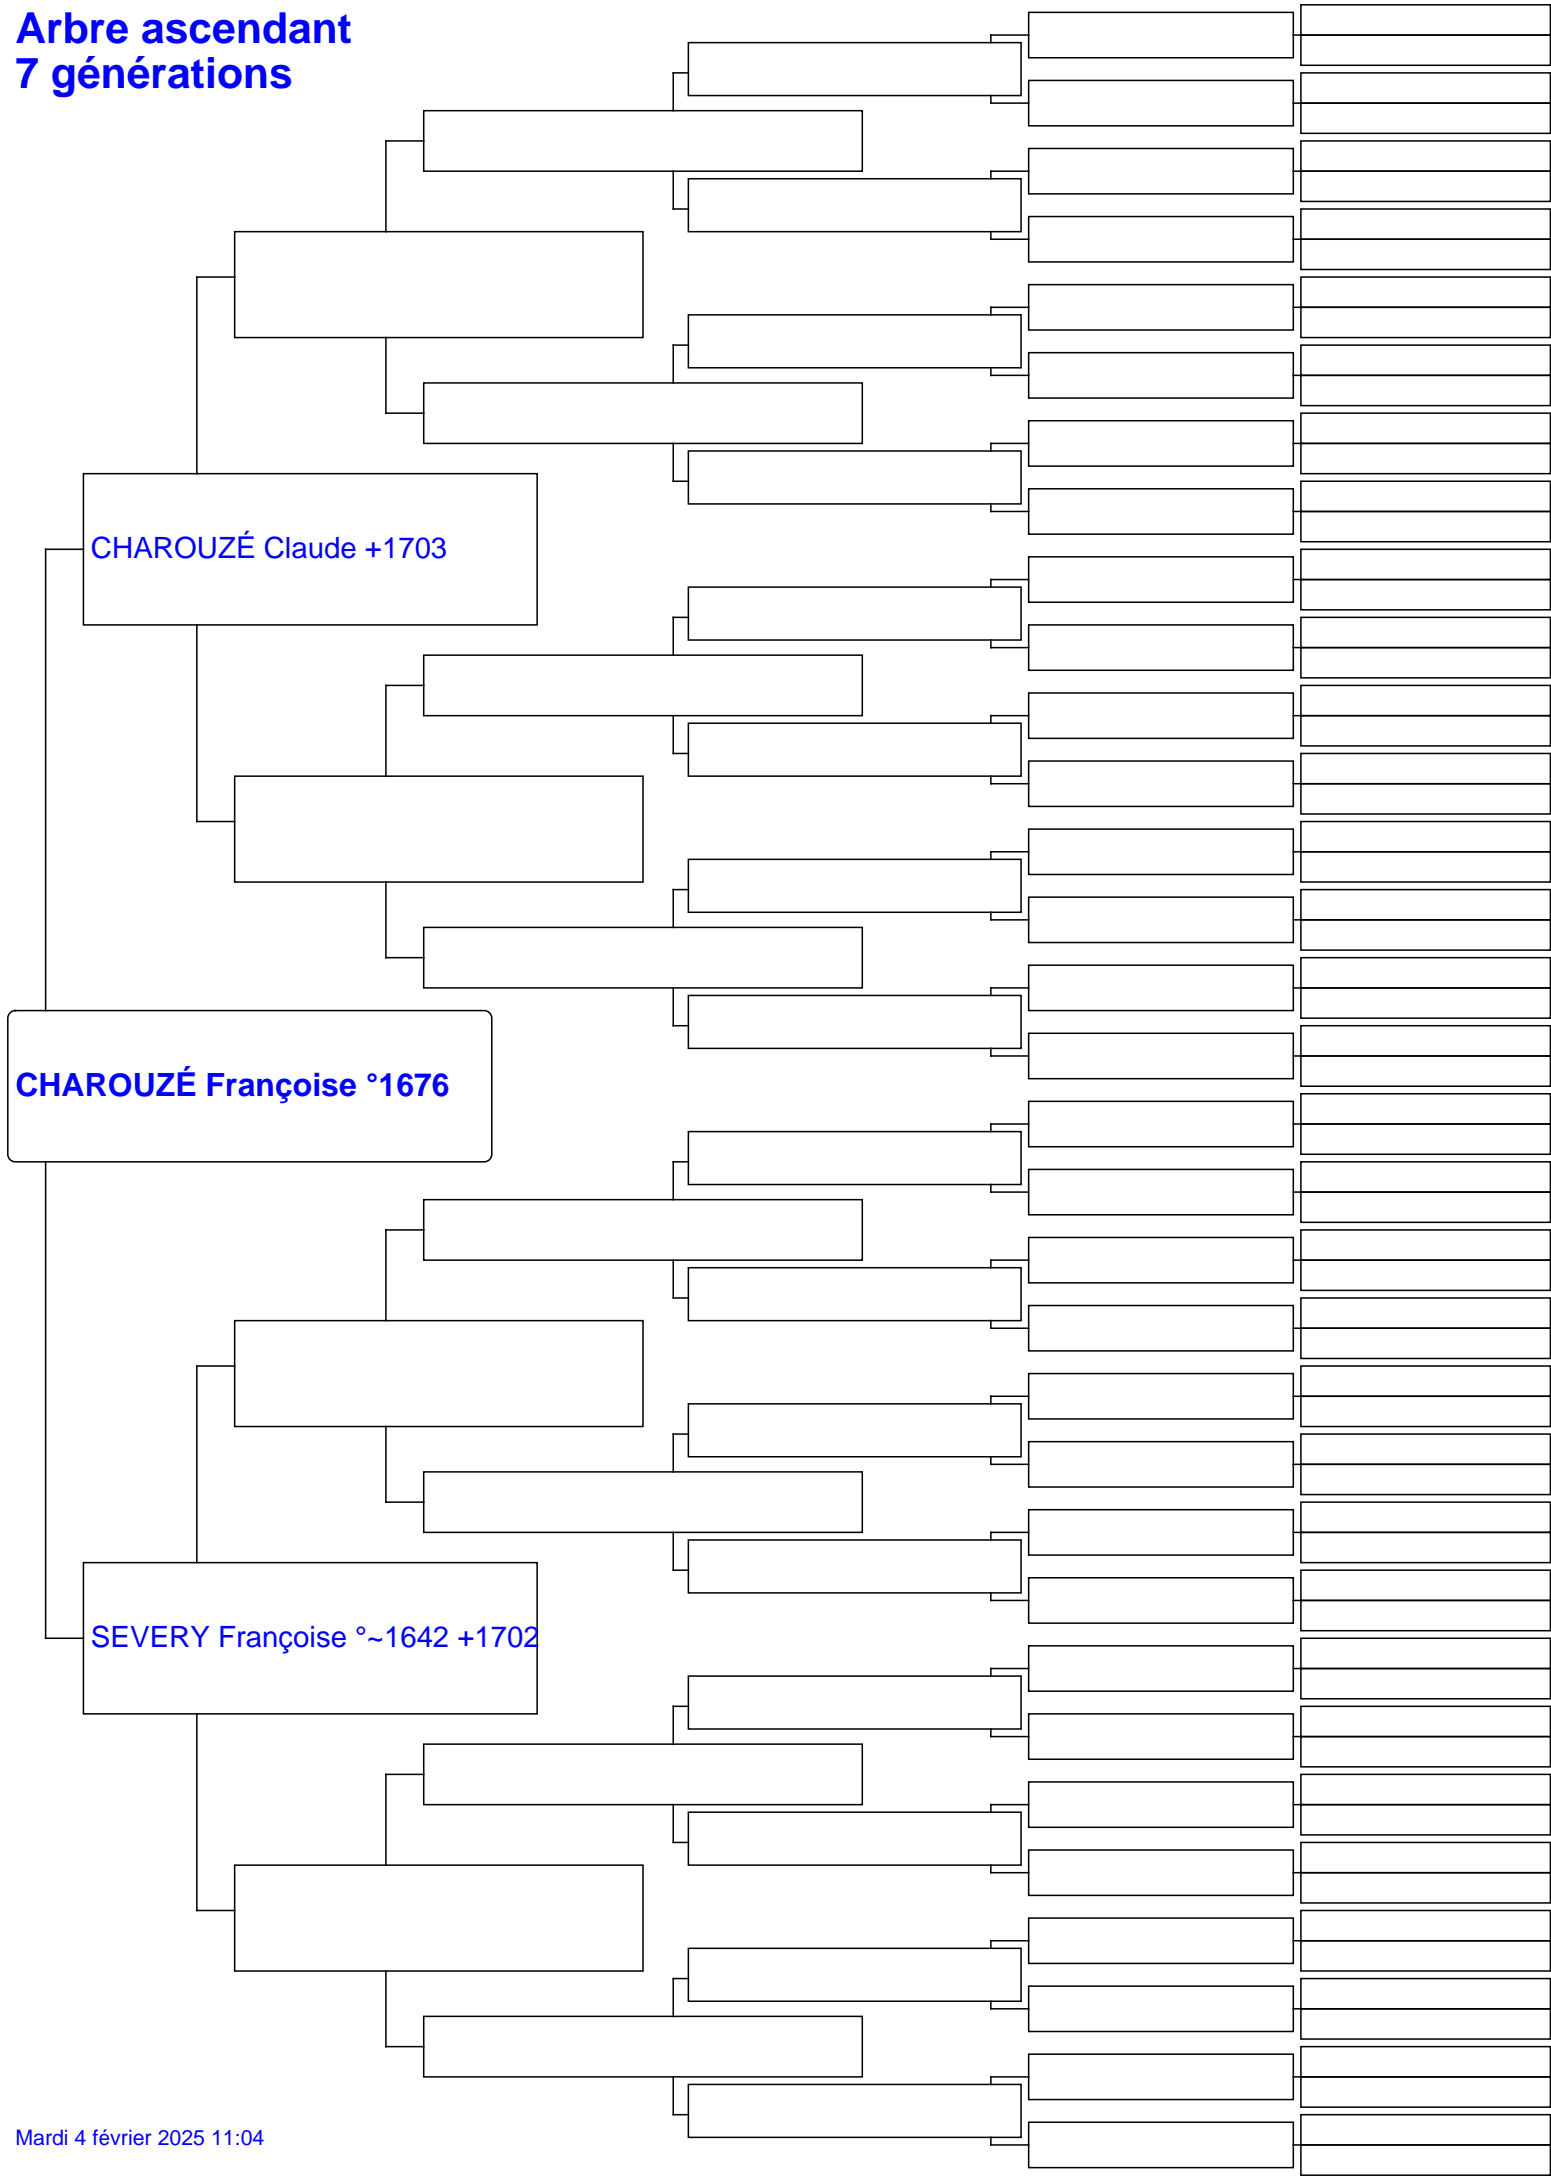 Arbre ascendant
7 générations
CHAROUZÉ Claude +1703
CHAROUZÉ Françoise °1676
SEVERY Françoise °~1642 +1702
Mardi 4 février 2025 11:04